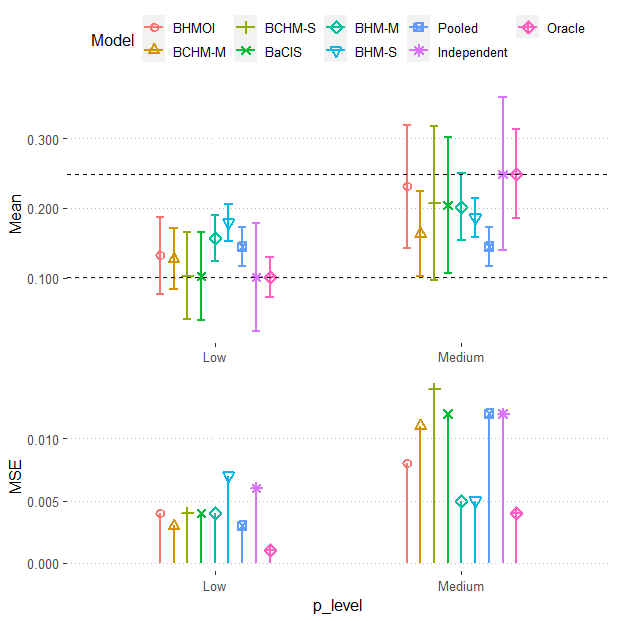 Model BHMOI BCHM-S BHM-M Pooled Oracle
BCHM-M BaCIS BHM-S Independent
0.300
0.200
0.100
Mean
Low Medium
0.010
0.005
0.000
MSE
Low Medium
p_level